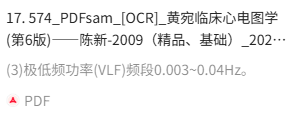 17. 574_PDFsam_[OCR]_黄宛临床心电图学
(第6版)——陈新-2009（精品、基础）_202…
(3)极低频功率(VLF)频段0.003~0.04Hz。
PDF